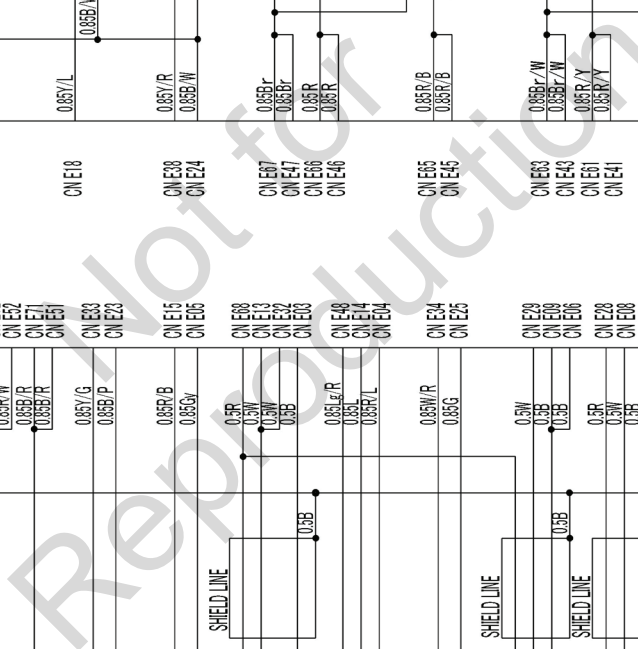 0.85B/W
0.85Y/L
0.85Y/R
0.85B/W
0.85Br
0.85Br
0.85R
0.85R
0.85R/B
0.85R/B
0.85Br/W
0.85Br/W
0.85R/Y
0.85R/Y
CN E18
CN E38
CN E24
CN E67
CN E47
CN E66
CN E46
CN E65
CN E45
CN E63
CN E43
CN E61
CN E41
Not for
Reproduction
CN E52
CN E71
CN E51
CN E33
CN E23
CN E15
CN E05
CN E68
CN E13
CN E32
CN E03
CN E48
CN E14
CN E04
CN E34
CN E25
CN E29
CN E09
CN E06
CN E28
CN E08
0.85R/W
0.85B/R
0.85B/R
0.85Y/G
0.85B/P
0.85R/B
0.85Gy
0.5R
0.5W
0.5W
0.5B
0.85Lg/R
0.85L
0.85R/L
0.85W/R
0.85G
0.5W
0.5B
0.5B
0.5R
0.5W
0.5B
0.5B
0.5B
SHIELD LINE
SHIELD LINE
SHIELD LINE